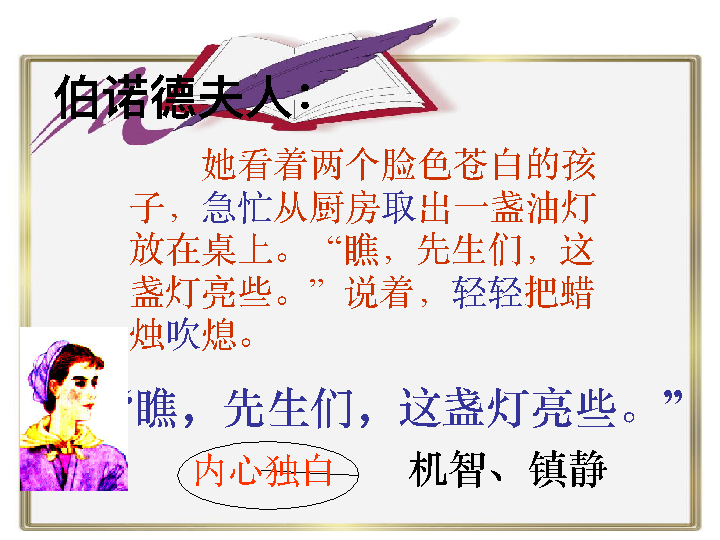 伯诺德夫人：
她看着两个脸色苍白的孩
子，急忙从厨房取出一盏油灯
放在桌上。“瞧，先生们，这
盏灯亮些。”说着，轻轻把蜡
烛吹熄。
“瞧，先生们，这盏灯亮些。”
内心独白
机智、镇静